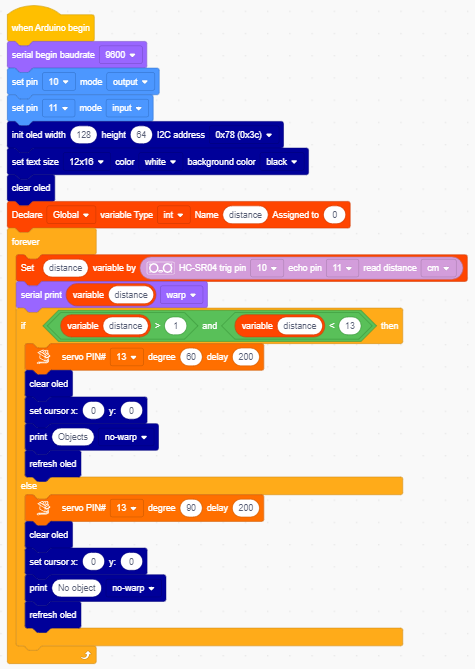 when Arduino begin
serial begin baudrate 9600
set pin 10 mode output
set pin 11 mode input
init oled width 128 height 64 I2C address 0x78 (0x3c)
set text size 12x16 color white background color black
clear oled
Declare Global variable Type int Name distance Assigned to 0
forever
Set distance variable by HC-SR04 trig pin 10 echo pin 11 read distance cm
serial print variable distance warp
if variable distance > 1 and variable distance < 13 then
servo PIN# 13 degree 60 delay 200
clear oled
set cursor x: 0 y: 0
print Objects no-warp
refresh oled
else
servo PIN# 13 degree 90 delay 200
clear oled
set cursor x: 0 y: 0
print No object no-warp
refresh oled